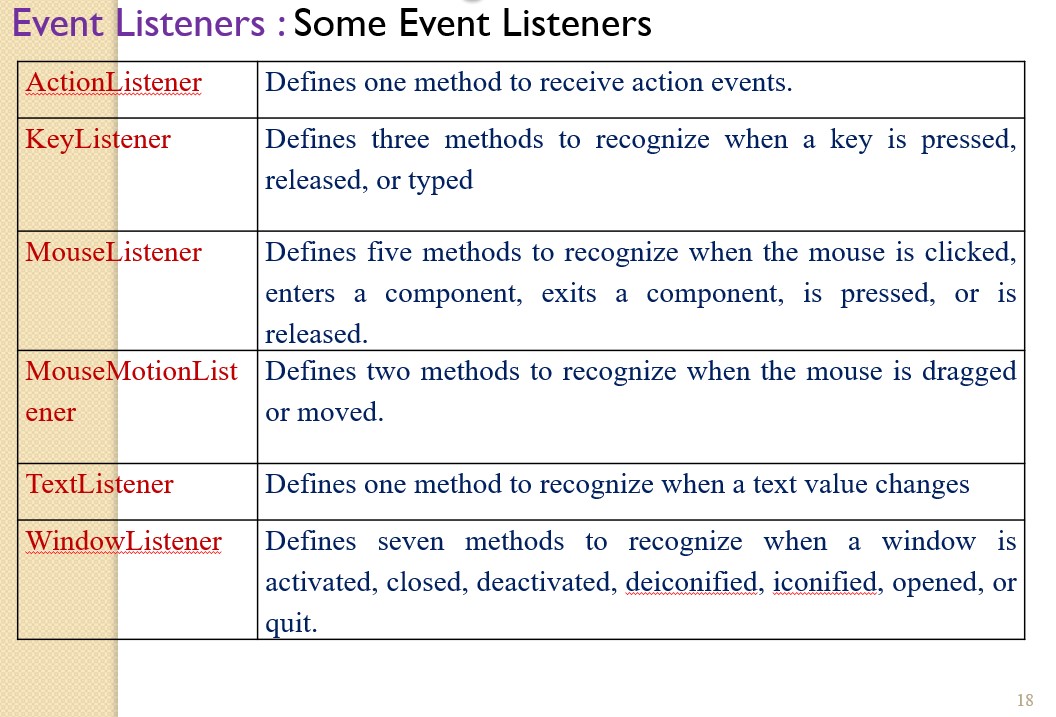 Event Listeners : Some Event Listeners
ActionListener
Defines one method to receive action events.
KeyListener
Defines three methods to recognize when a key is pressed,
released, or typed
MouseListener
Defines five methods to recognize when the mouse is clicked,
enters a component, exits a component, is pressed, or is
released.
MouseMotionList
ener
Defines two methods to recognize when the mouse is dragged
or moved.
TextListener
Defines one method to recognize when a text value changes
WindowListener
Defines seven methods to recognize when a window is
activated, closed, deactivated, deiconified, iconified, opened, or
quit.
18